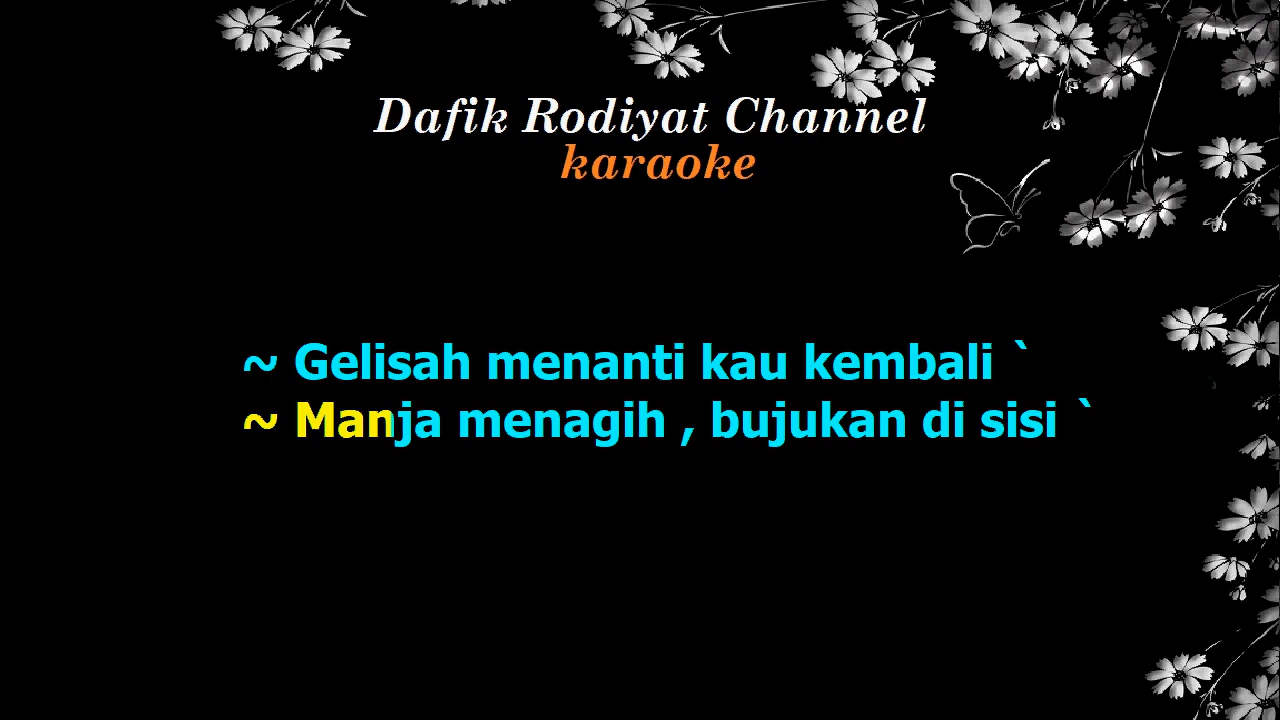 Dafik Rodiyat Channel
karaoke
~ Gelisah menanti kau kembali `
~ Manja menagih , bujukan di sisi `